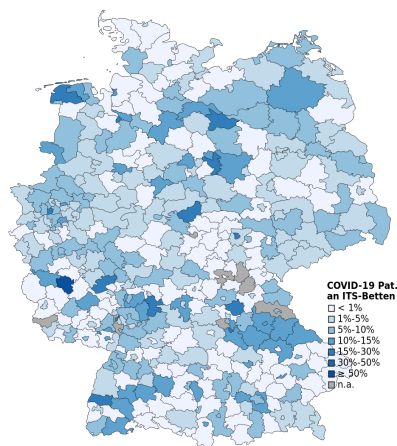 COVID-19 Pat.
an ITS-Betten
< 1%
1%-5%
5%-10%
10%-15%
15%-30%
30%-50%
≥ 50%
n.a.